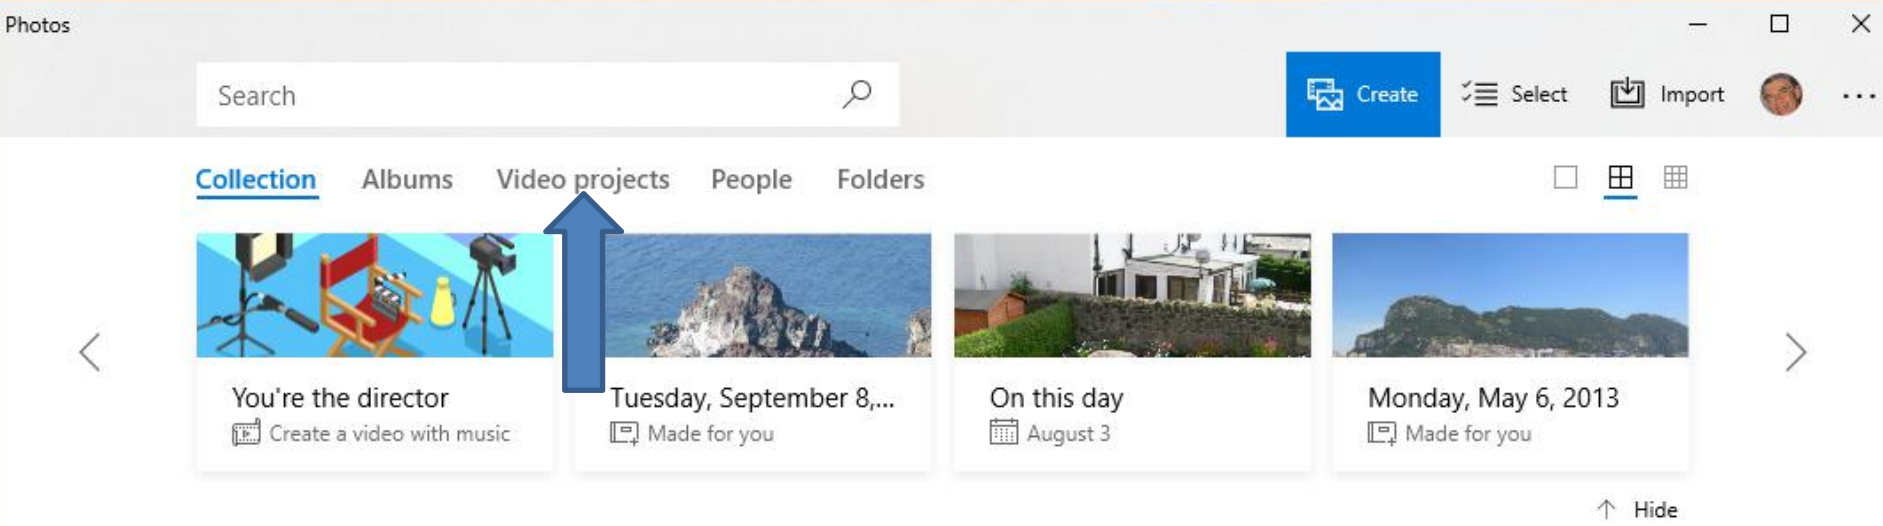 Photos
Search
Create
Select
Import
Collection Albums Video projects People Folders
You're the director
Create a video with music
Tuesday, September 8,...
Made for you
On this day
August 3
Monday, May 6, 2013
Made for you
Hide